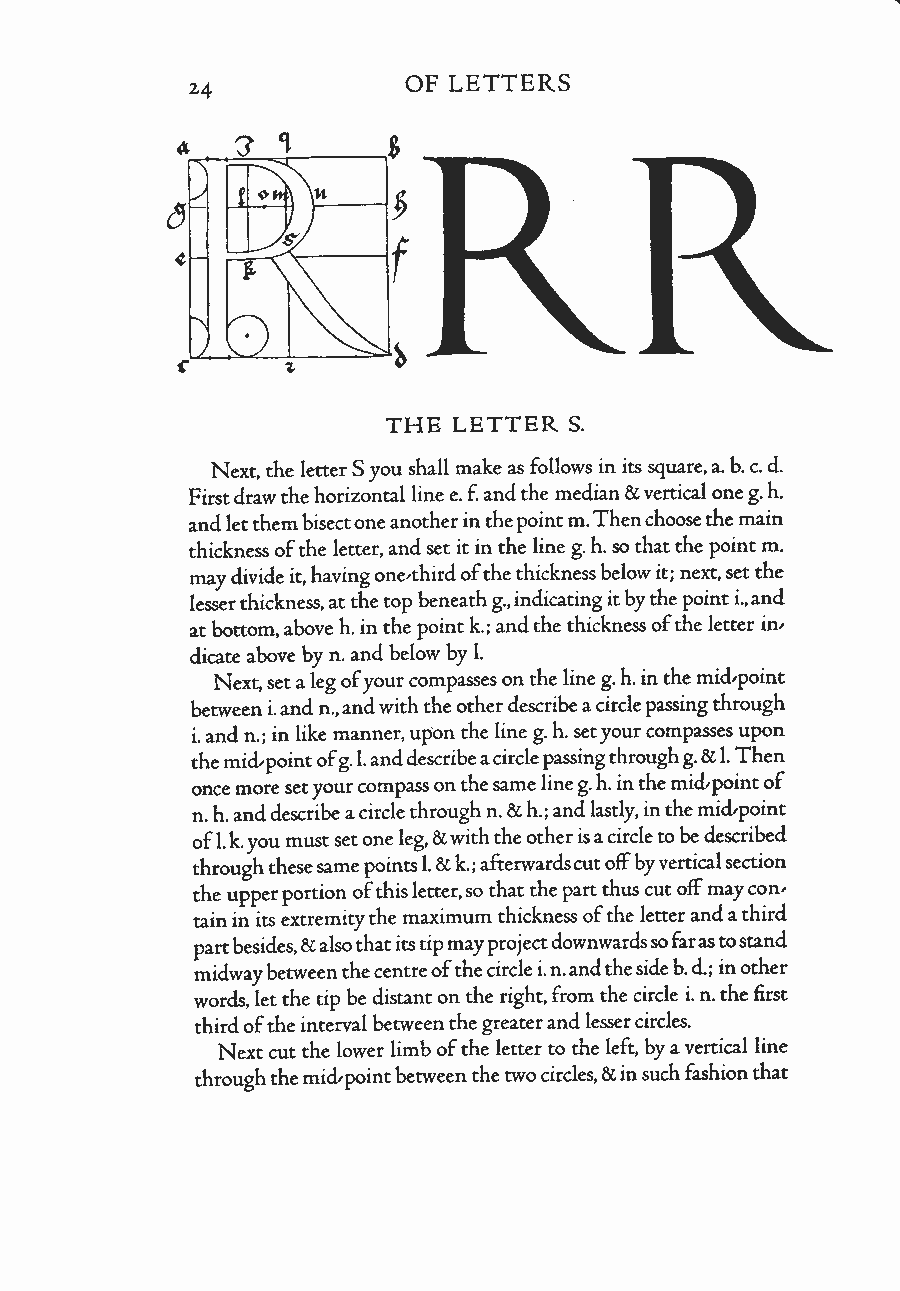 24
OF LETTERS
a 3 q b
l o m n
g h
s
e f
k
c 2 d
R R
THE LETTER S.
Next, the letter S you shall make as follows in its square, a. b. c. d.
First draw the horizontal line e. f. and the median & vertical one g. h.
and let them bisect one another in the point m. Then choose the main
thickness of the letter, and set it in the line g. h. so that the point m.
may divide it, having one-third of the thickness below it; next, set the
lesser thickness, at the top beneath g., indicating it by the point i., and
at bottom, above h. in the point k.; and the thickness of the letter in-
dicate above by n. and below by l.
Next, set a leg of your compasses on the line g. h. in the mid-point
between i. and n., and with the other describe a circle passing through
i. and n.; in like manner, upon the line g. h. set your compasses upon
the mid-point of g. l. and describe a circle passing through g. & l. Then
once more set your compass on the same line g. h. in the mid-point of
n. h. and describe a circle through n. & h.; and lastly, in the mid-point
of l. k. you must set one leg, & with the other is a circle to be described
through these same points l. & k.; afterwards cut off by vertical section
the upper portion of this letter, so that the part thus cut off may con-
tain in its extremity the maximum thickness of the letter and a third
part besides, & also that its tip may project downwards so far as to stand
midway between the centre of the circle i. n. and the side b. d.; in other
words, let the tip be distant on the right, from the circle i. n. the first
third of the interval between the greater and lesser circles.
Next cut the lower limb of the letter to the left, by a vertical line
through the mid-point between the two circles, & in such fashion that